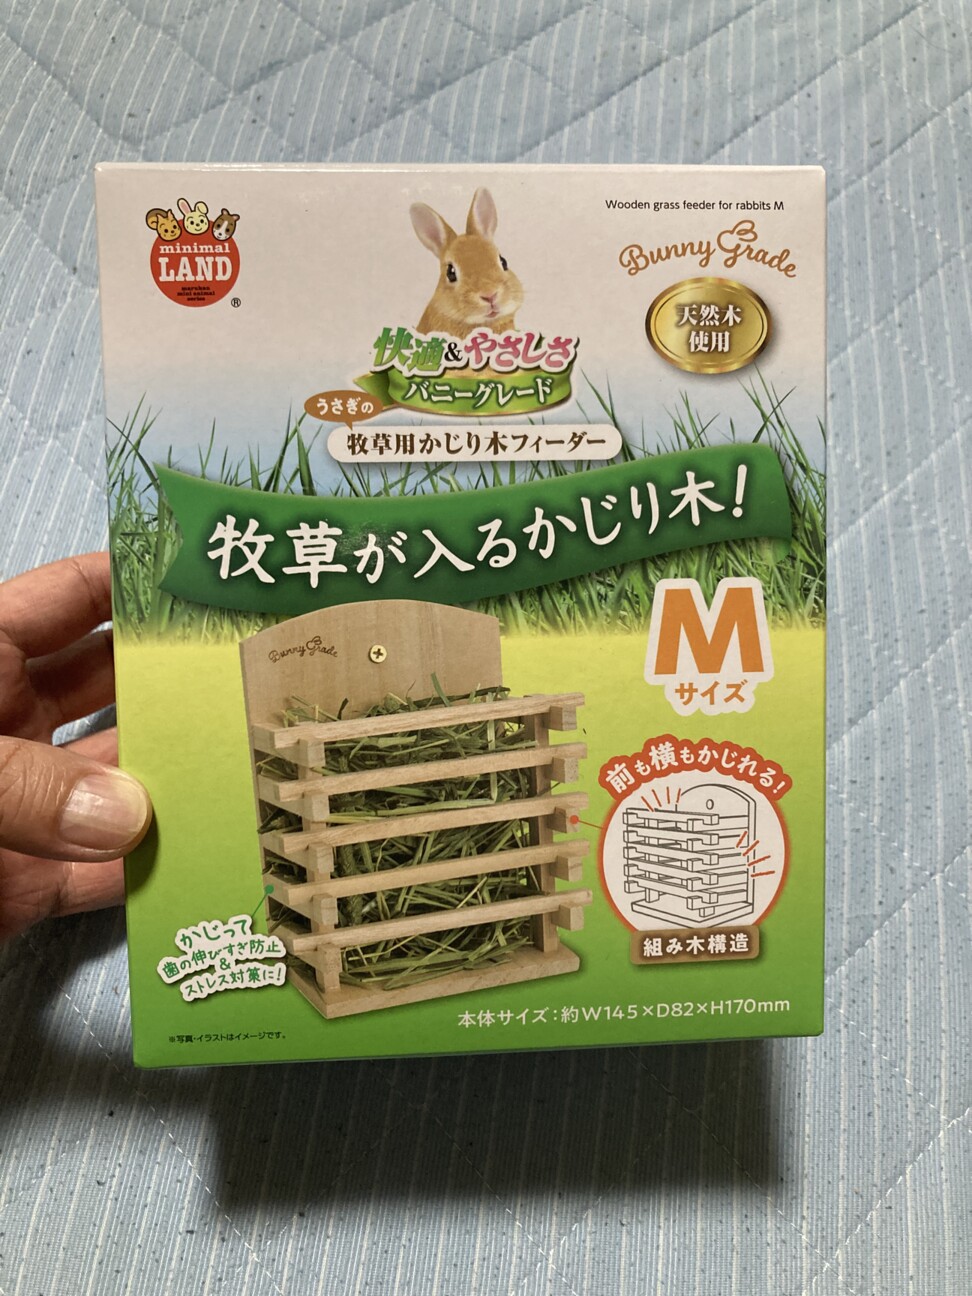 Wooden grass feeder for rabbits M
minimal
LAND
marukan
mini animal
series
®
Bunny Grade
天然木
使用
快適&やさしさ
バニーグレード
うさぎの
牧草用かじり木フィーダー
牧草が入るかじり木!
Bunny Grade
Mサイズ
前も横もかじれる!
組み木構造
かじって
歯の伸びすぎ防止
&
ストレス対策に!
本体サイズ:約W145×D82×H170mm
※写真・イラストはイメージです。